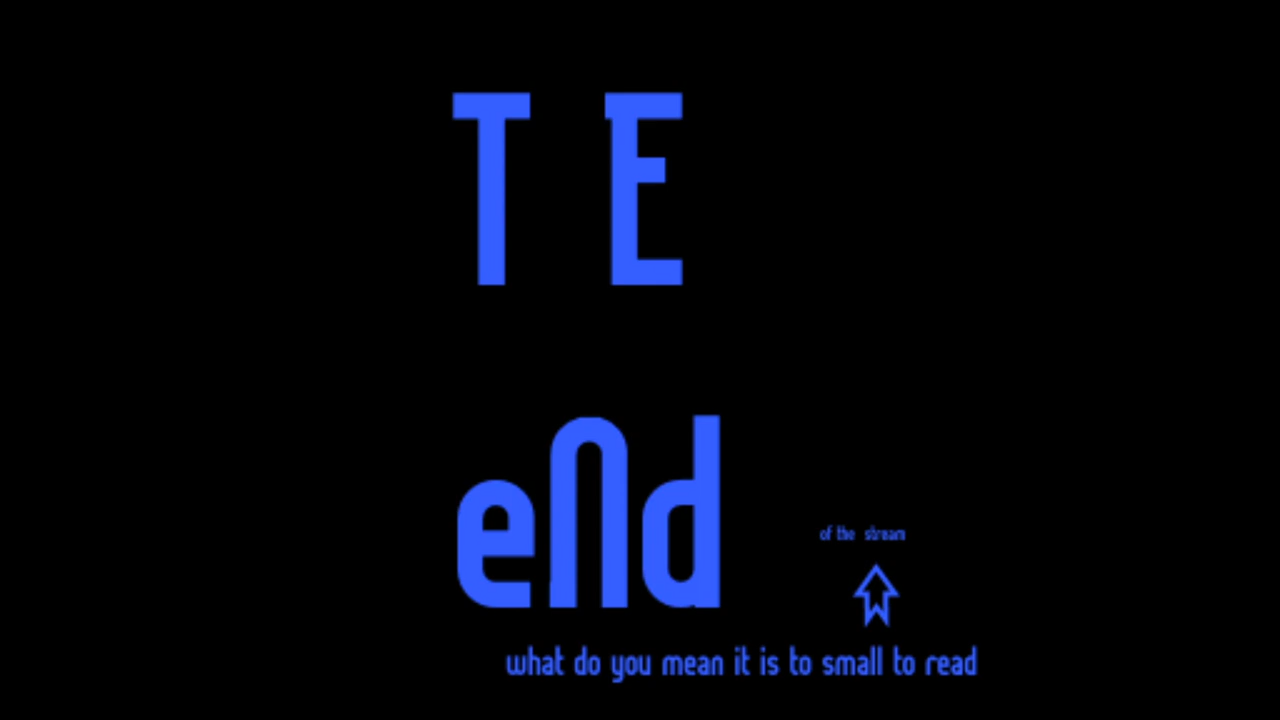 T E
end
of the stream
what do you mean it is to small to read